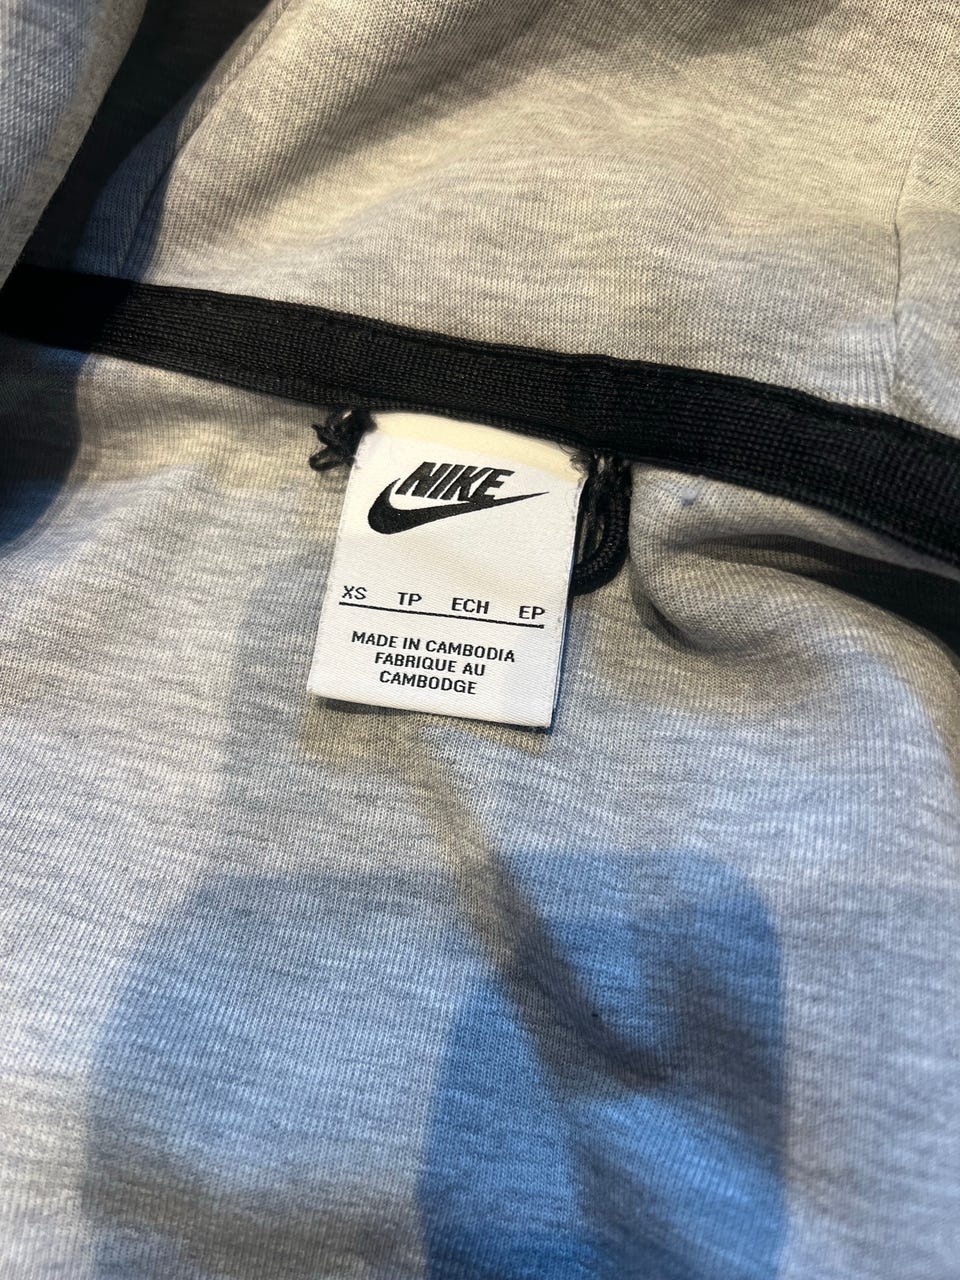 NIKE
XS TP ECH EP
MADE IN CAMBODIA
FABRIQUE AU
CAMBODGE